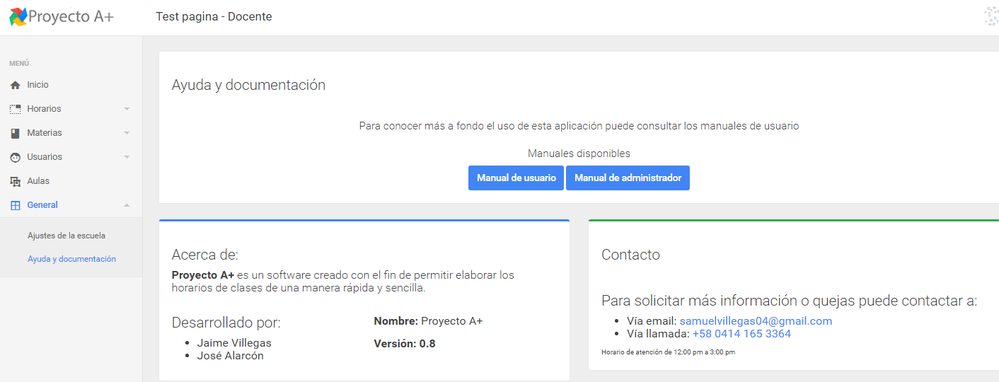 Proyecto A+
Test pagina - Docente
MENÚ
Inicio
Horarios
Materias
Usuarios
Aulas
General
Ajustes de la escuela
Ayuda y documentación
Ayuda y documentación
Para conocer más a fondo el uso de esta aplicación puede consultar los manuales de usuario
Manuales disponibles
Manual de usuario Manual de administrador
Acerca de:
Proyecto A+ es un software creado con el fin de permitir elaborar los
horarios de clases de una manera rápida y sencilla.
Desarrollado por:
Jaime Villegas
José Alarcón
Nombre: Proyecto A+
Versión: 0.8
Contacto
Para solicitar más información o quejas puede contactar a:
Vía email: samuelvillegas04@gmail.com
Vía llamada: +58 0414 165 3364
Horario de atención de 12:00 pm a 3:00 pm